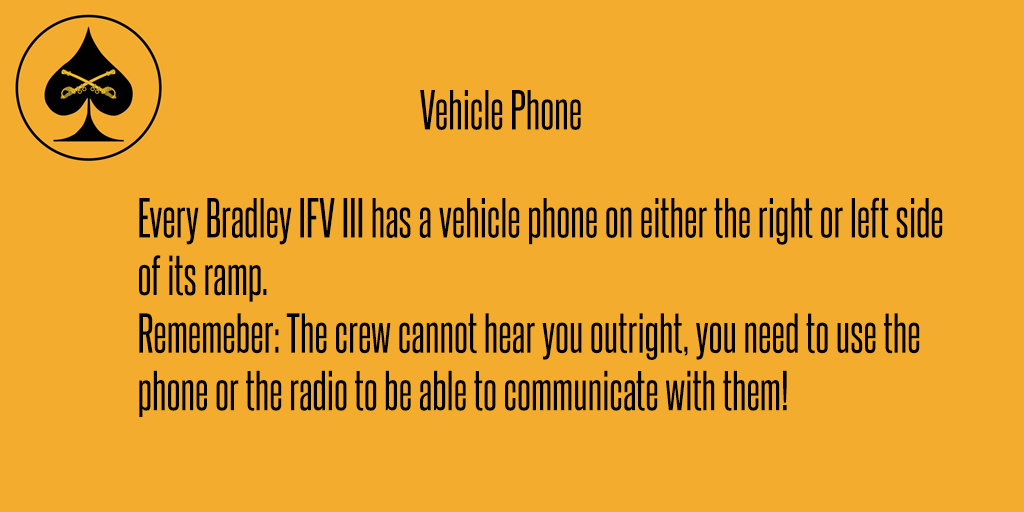 Vehicle Phone
Every Bradley IFV III has a vehicle phone on either the right or left side
of its ramp.
Rememeber: The crew cannot hear you outright, you need to use the
phone or the radio to be able to communicate with them!